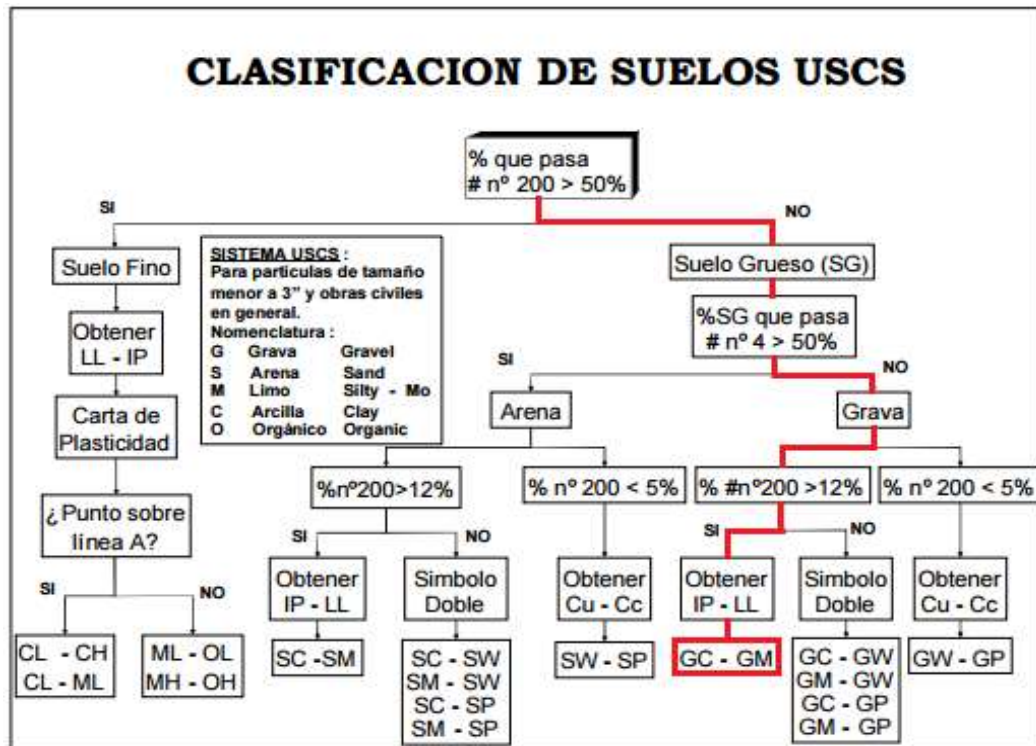 CLASIFICACION DE SUELOS USCS
% que pasa
# nº 200 > 50%
SI
NO
Suelo Fino
SISTEMA USCS :
Para particulas de tamaño
menor a 3" y obras civiles
en general.
Nomenclatura :
G Grava Gravel
S Arena Sand
M Limo Silty - Mo
C Arcilla Clay
O Orgánico Organic
Suelo Grueso (SG)
Obtener
LL - IP
%SG que pasa
# nº 4 > 50%
SI
NO
Carta de
Plasticidad
Arena
Grava
¿Punto sobre
línea A?
%nº200>12%
% nº 200 < 5%
% #nº200 >12%
% nº 200 < 5%
SI
NO
SI
NO
SI
NO
Obtener
IP - LL
Simbolo
Doble
Obtener
Cu - Cc
Obtener
IP - LL
Simbolo
Doble
Obtener
Cu - Cc
CL - CH
CL - ML
ML - OL
MH - OH
SC -SM
SC - SW
SM - SW
SC - SP
SM - SP
SW - SP
GC - GM
GC - GW
GM - GW
GC - GP
GM - GP
GW - GP